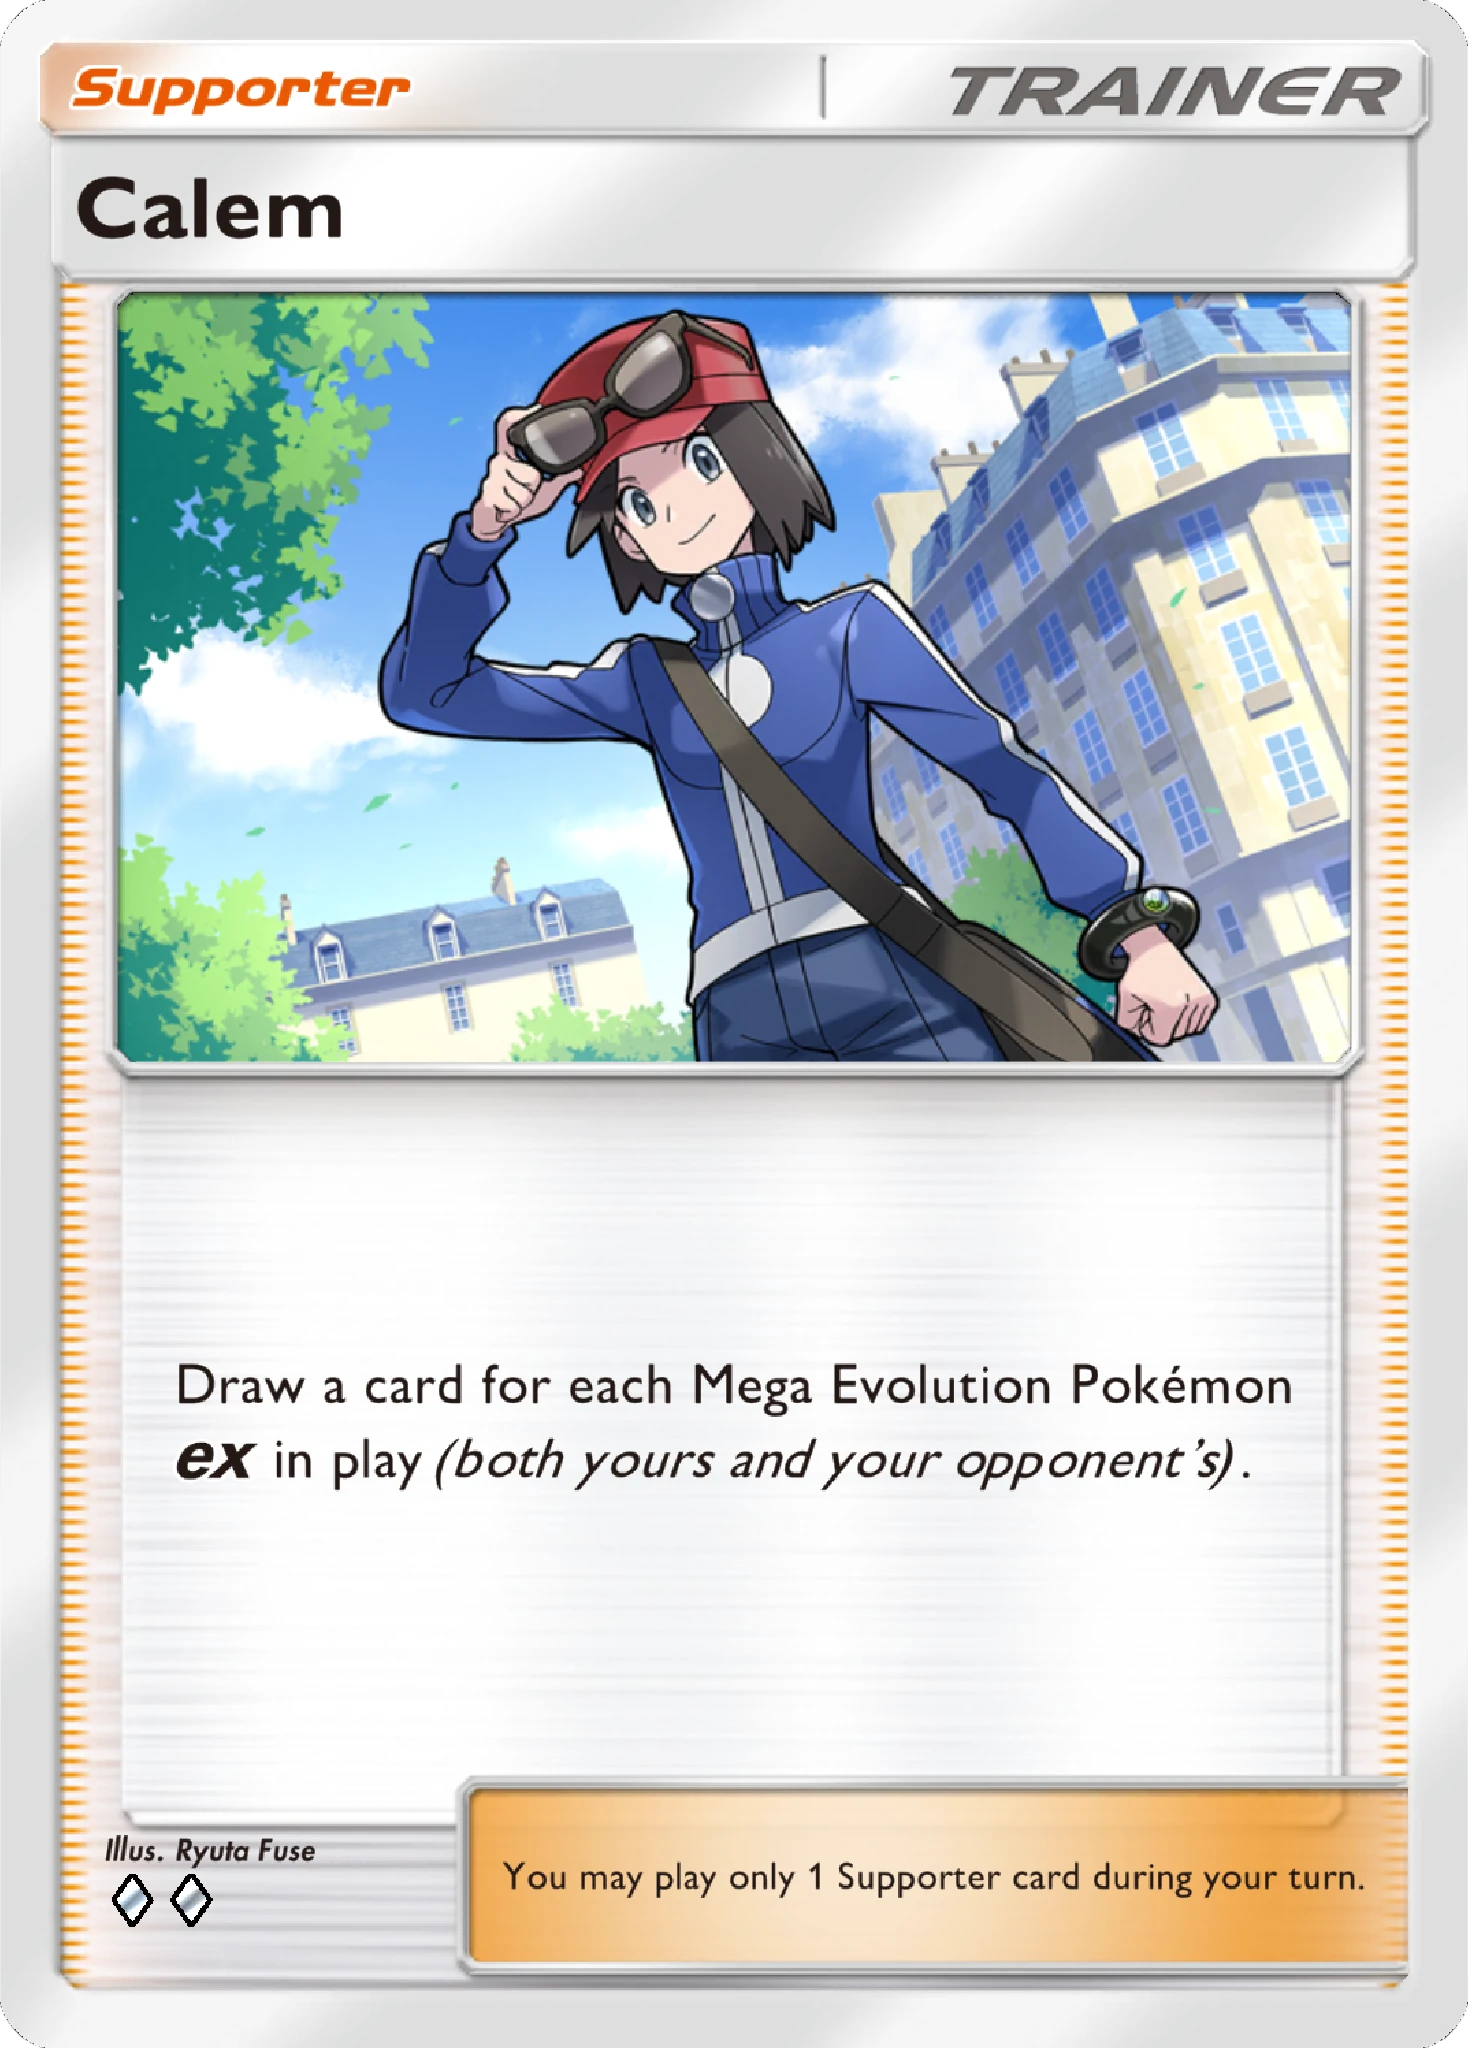 Supporter
TRAINER
Calem
Draw a card for each Mega Evolution Pokémon
ex in play (both yours and your opponent's).
Illus. Ryuta Fuse
You may play only 1 Supporter card during your turn.